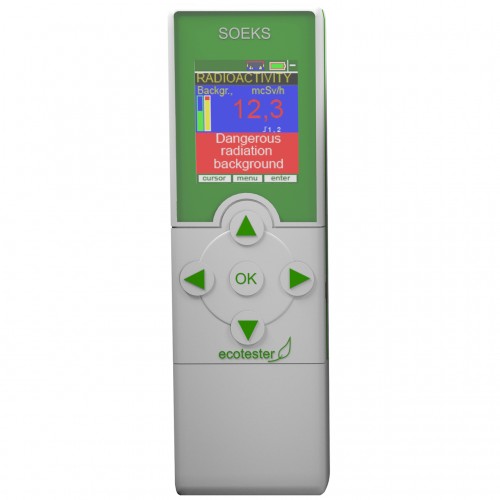 SOEKS
RADIOACTIVITY
Backgr., mcSv/h
12,3
Dangerous
radiation
background
cursor menu enter
OK
ecotester